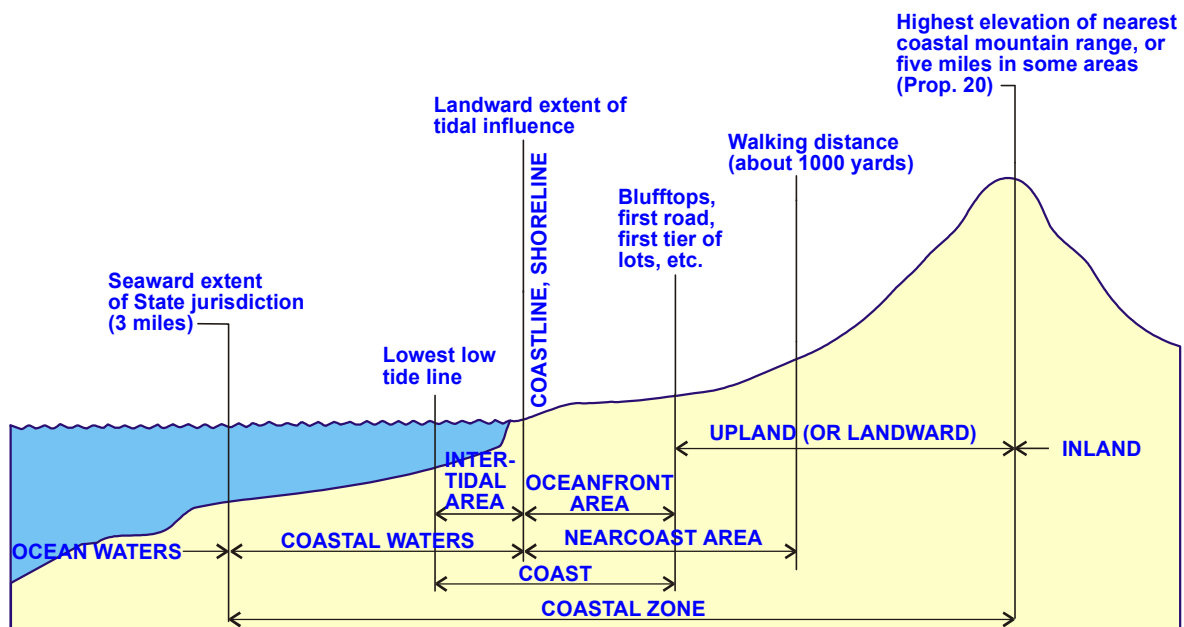 Highest elevation of nearest
coastal mountain range, or
five miles in some areas
(Prop. 20)
Landward extent of
tidal influence
Walking distance
(about 1000 yards)
COASTLINE, SHORELINE
Blufftops,
first road,
first tier of
lots, etc.
Seaward extent
of State jurisdiction
(3 miles)
Lowest low
tide line
UPLAND (OR LANDWARD)
INLAND
INTER-
TIDAL
AREA
OCEANFRONT
AREA
OCEAN WATERS
COASTAL WATERS
NEARCOAST AREA
COAST
COASTAL ZONE